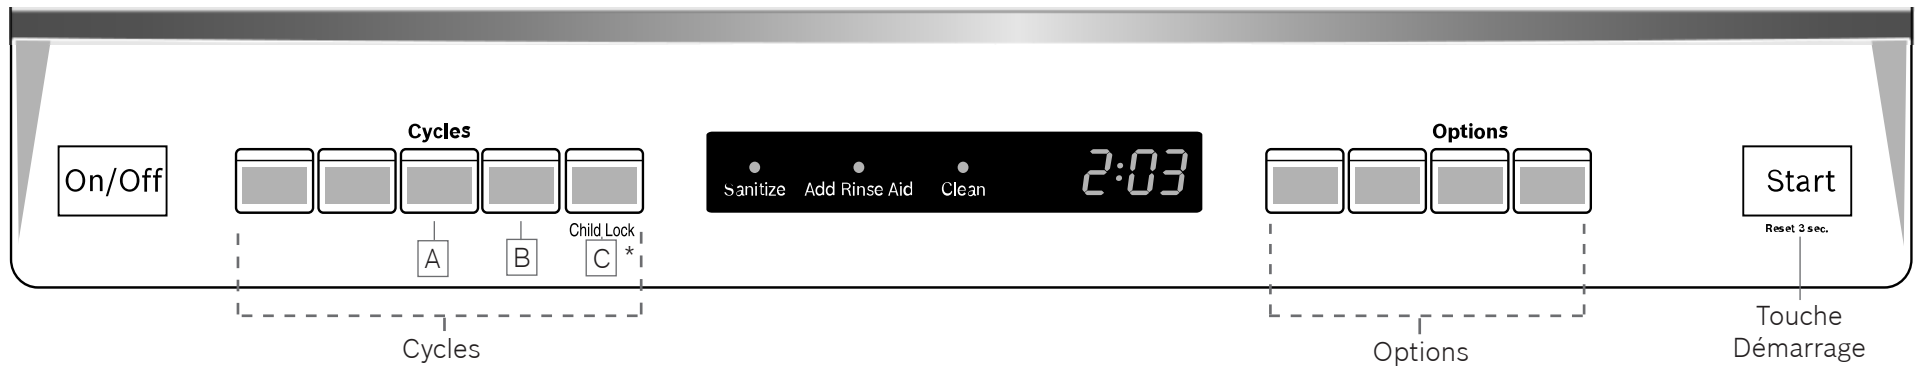 Cycles
Options
On/Off
Sanitize
Add Rinse Aid
Clean
2:03
Start
Child Lock
Reset 3 sec.
A
B
C *
Cycles
Options
Touche
Démarrage